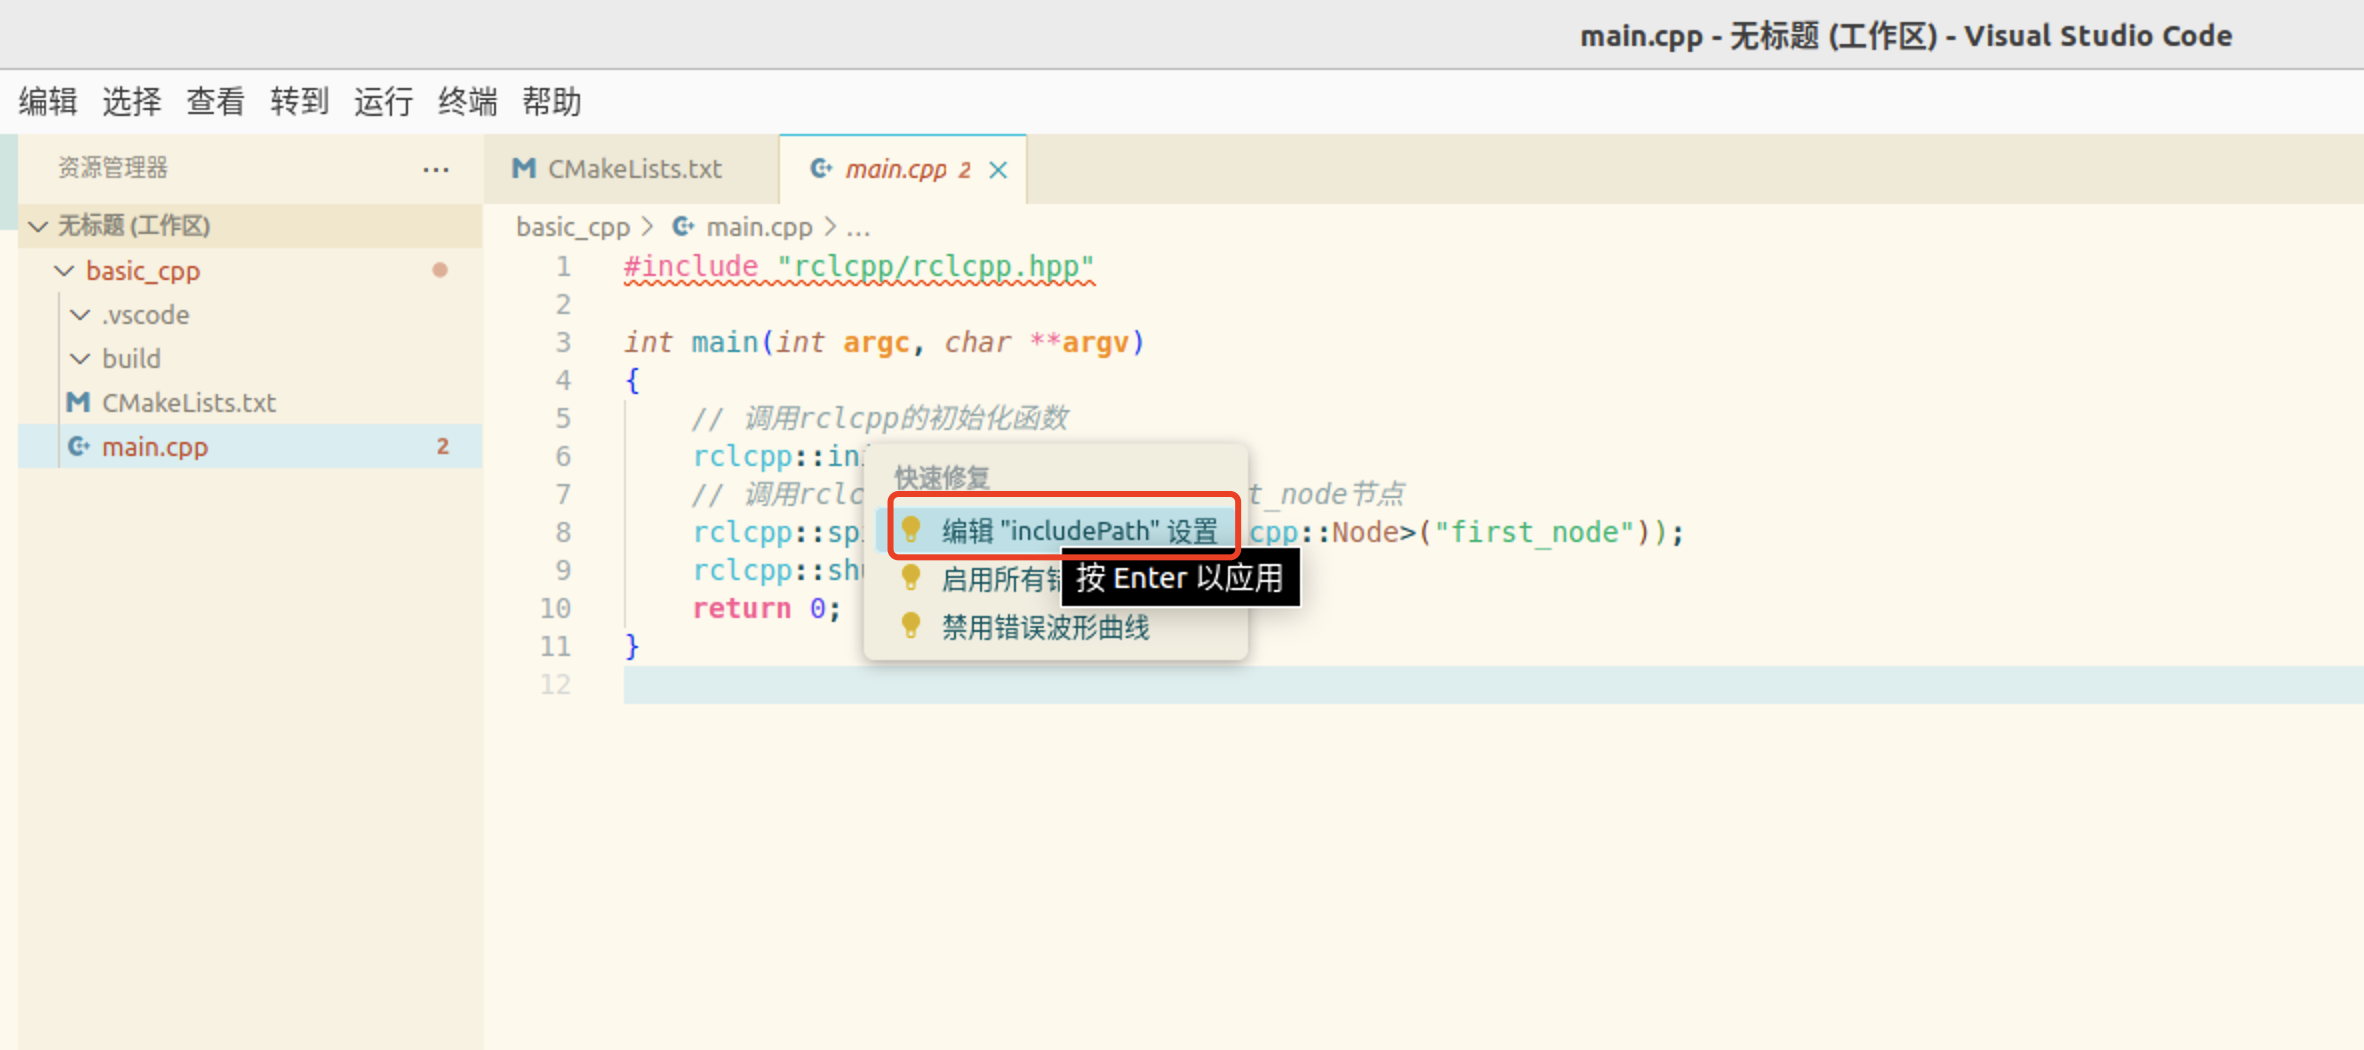 main.cpp - 无标题 (工作区) - Visual Studio Code
编辑 选择 查看 转到 运行 终端 帮助
资源管理器 ...
CMakeLists.txt
main.cpp 2
无标题 (工作区)
basic_cpp
.vscode
build
CMakeLists.txt
main.cpp 2
basic_cpp > main.cpp > ...
1 #include "rclcpp/rclcpp.hpp"
2
3 int main(int argc, char **argv)
4 {
5 // 调用rclcpp的初始化函数
6 rclcpp::in
7 // 调用rclc t_node节点
8 rclcpp::sp cpp::Node>("first_node"));
9 rclcpp::sh
10 return 0;
11 }
12
快速修复
编辑 "includePath" 设置
启用所有
按 Enter 以应用
禁用错误波形曲线